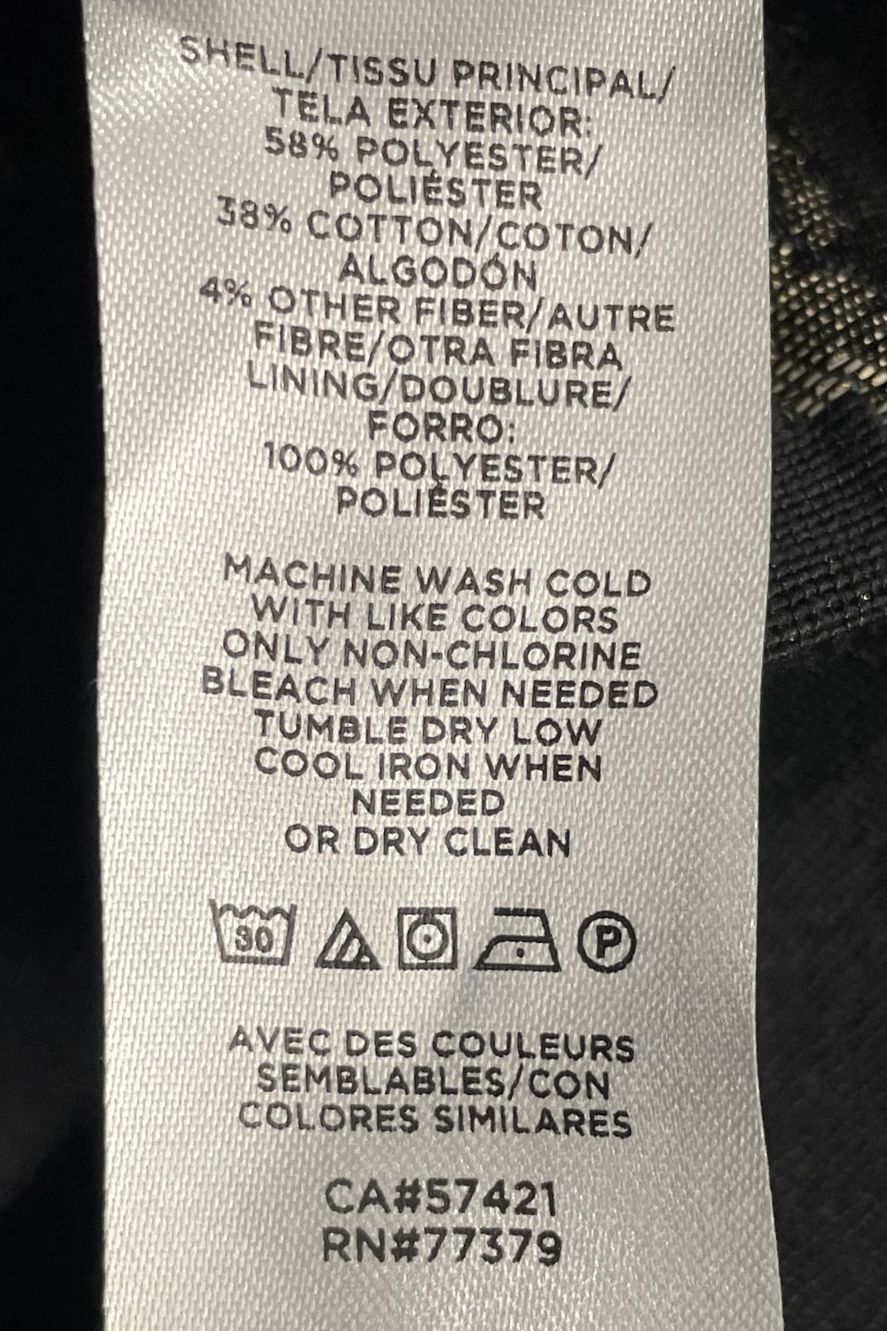 SHELL/TISSU PRINCIPAL/
TELA EXTERIOR:
58% POLYESTER/
POLIÉSTER
38% COTTON/COTON/
ALGODÓN
4% OTHER FIBER/AUTRE
FIBRE/OTRA FIBRA
LINING/DOUBLURE/
FORRO:
100% POLYESTER/
POLIÉSTER
MACHINE WASH COLD
WITH LIKE COLORS
ONLY NON-CHLORINE
BLEACH WHEN NEEDED
TUMBLE DRY LOW
COOL IRON WHEN
NEEDED
OR DRY CLEAN
30 P
AVEC DES COULEURS
SEMBLABLES/CON
COLORES SIMILARES
CA#57421
RN#77379